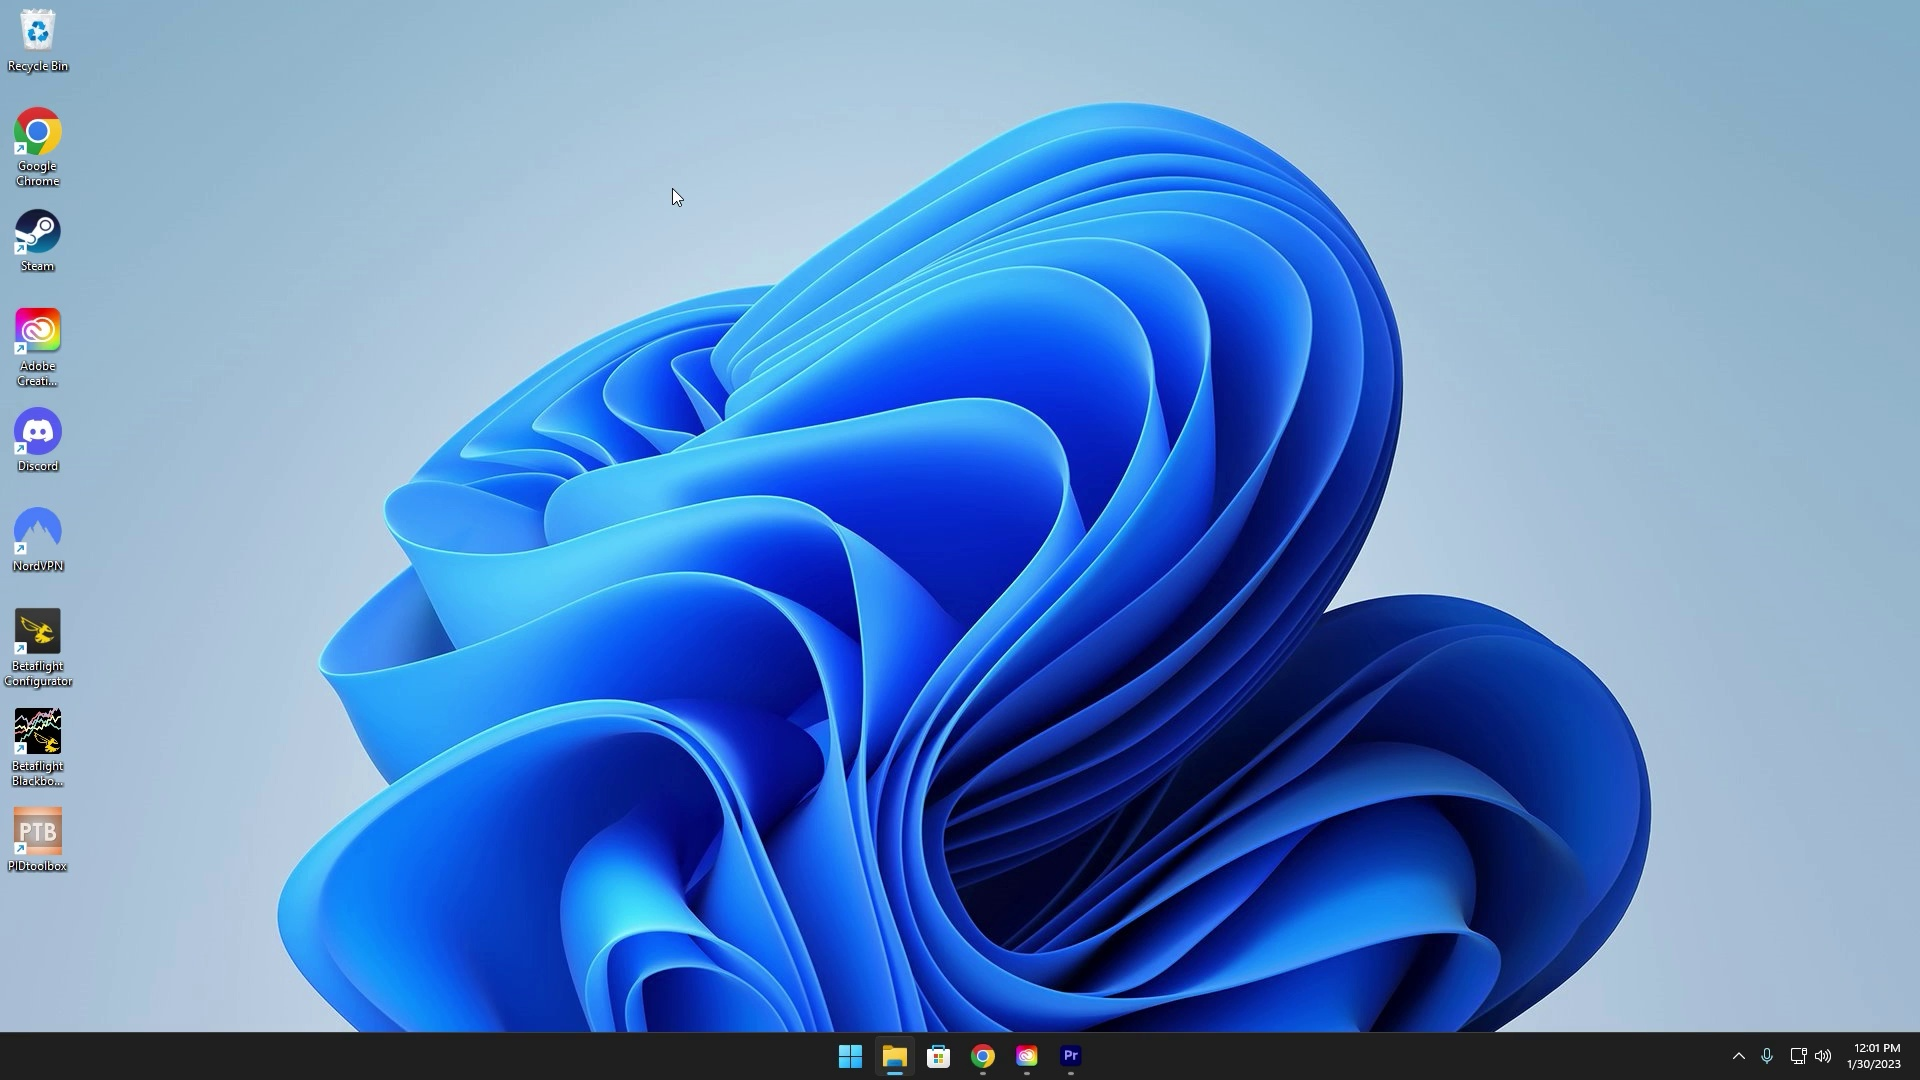 Recycle Bin
Google
Chrome
Steam
Adobe
Creati...
Discord
NordVPN
Betaflight
Configurator
Betaflight
Blackbo...
PTB
PIDtoolbox
Pr
12:01 PM
1/30/2023